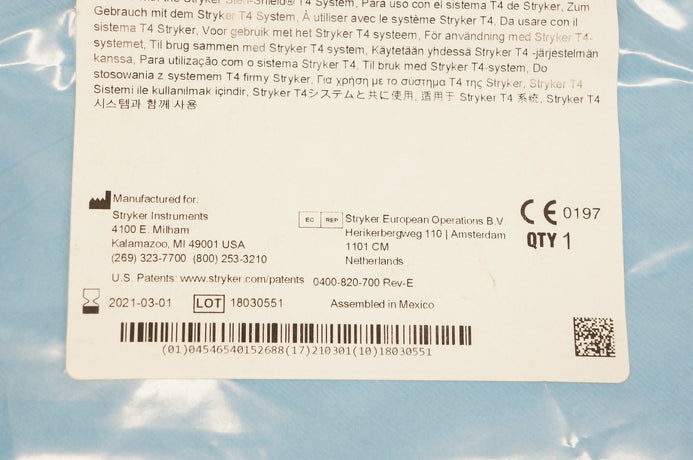 the Stryker Steri-Shield® T4 System, Para uso con el sistema T4 de Stryker, Zum
Gebrauch mit dem Stryker T4 System, À utiliser avec le système Stryker T4, Da usare con il
sistema T4 Stryker, Voor gebruik met het Stryker T4 systeem, För användning med Stryker T4-
systemet, Til brug sammen med Stryker T4 system, Käytetään yhdessä Stryker T4 -järjestelmän
kanssa, Para utilização com o sistema Stryker T4, Til bruk med Stryker T4-system, Do
stosowania z systemem T4 firmy Stryker, Για χρήση με το σύστημα T4 της Stryker, Stryker T4
Sistemi ile kullanılmak içindir, Stryker T4システムと共に使用, 适用于 Stryker T4 系统, Stryker T4
시스템과 함께 사용
Manufactured for:
Stryker Instruments
4100 E. Milham
Kalamazoo, MI 49001 USA
(269) 323-7700 (800) 253-3210
EC REP
Stryker European Operations B.V.
Herikerbergweg 110 | Amsterdam
1101 CM
Netherlands
CE 0197
QTY 1
U.S. Patents: www.stryker.com/patents 0400-820-700 Rev-E
2021-03-01 LOT 18030551 Assembled in Mexico
(01)04546540152688(17)210301(10)18030551